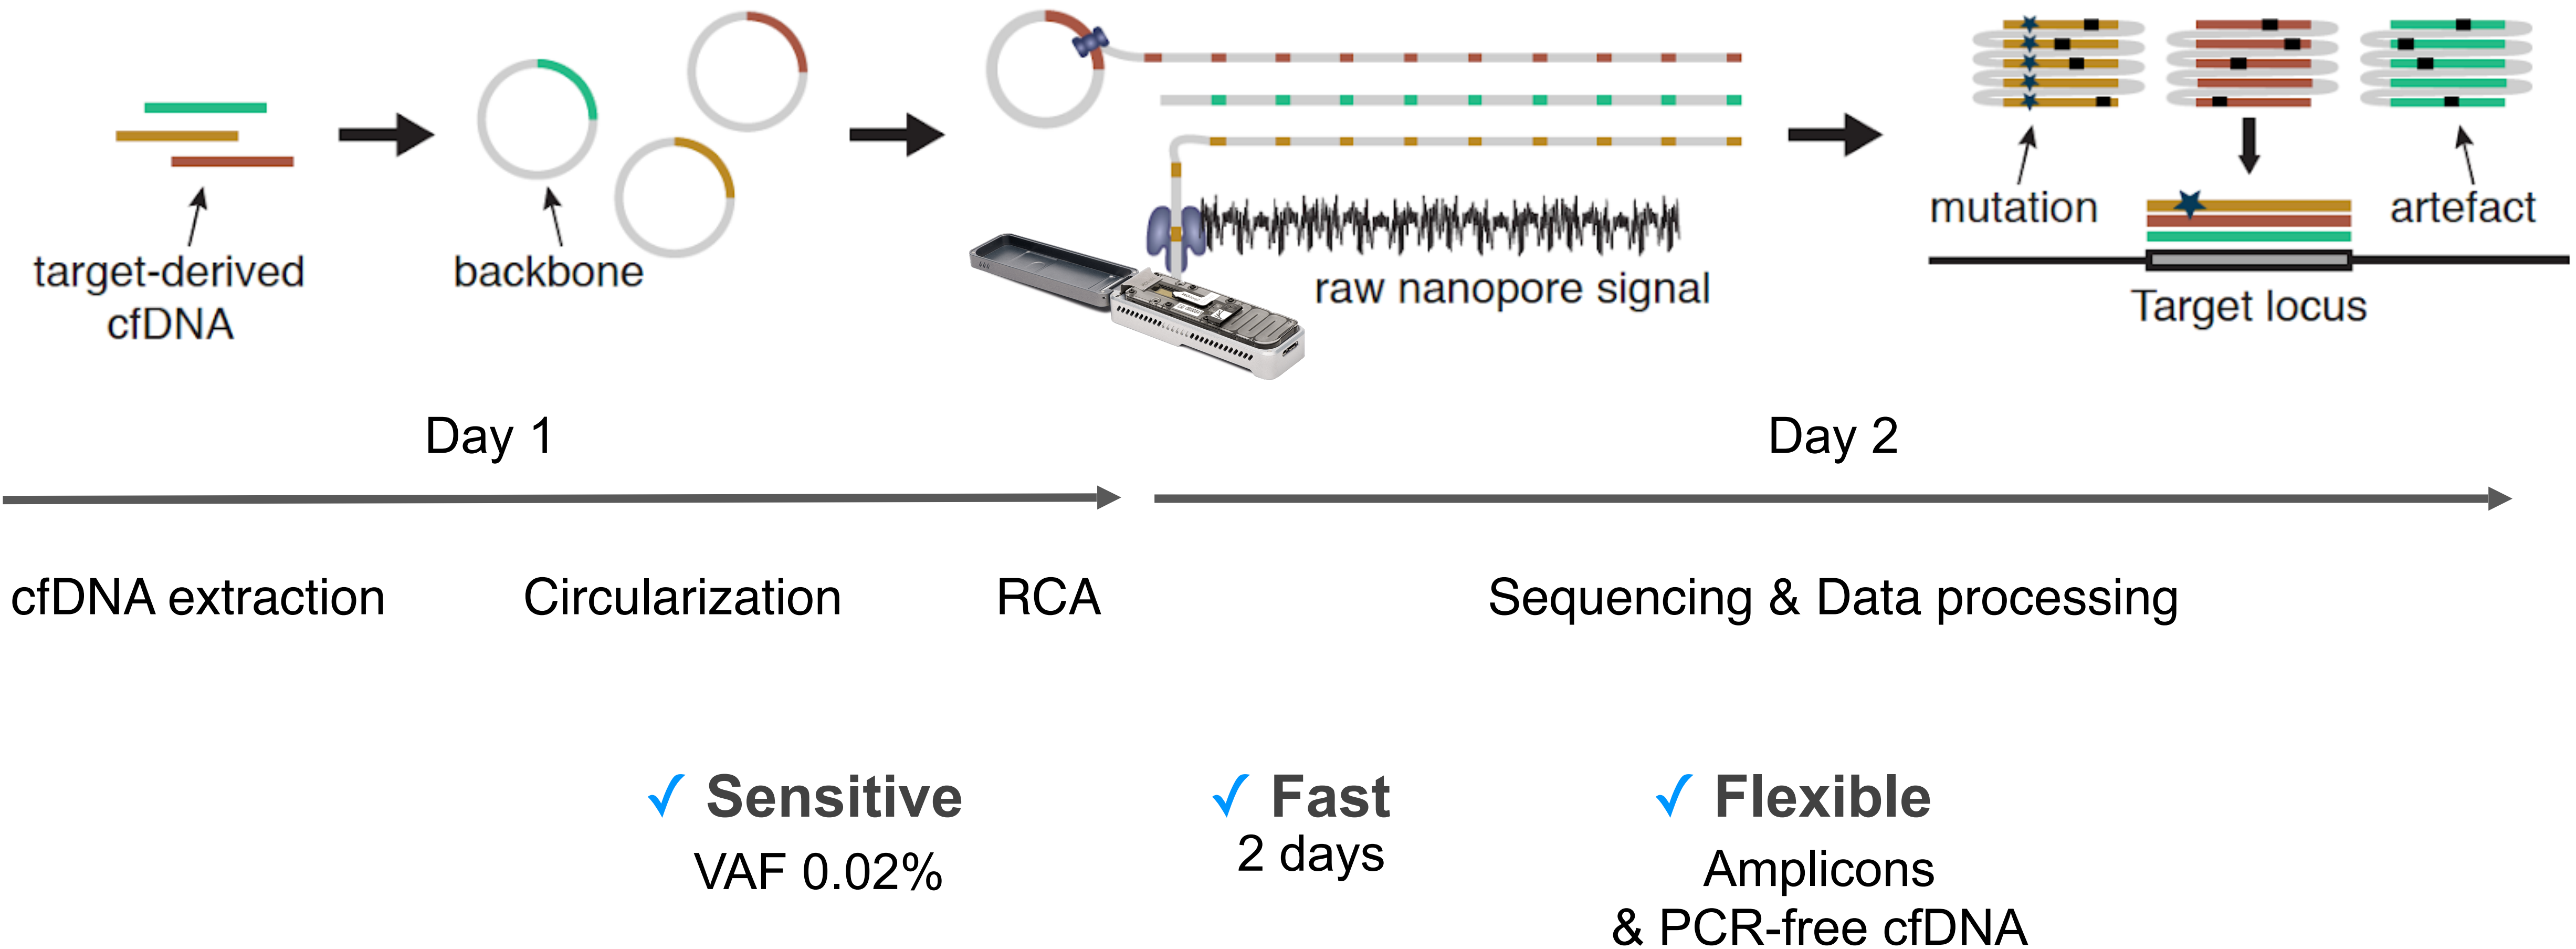 target-derived
cfDNA
backbone
raw nanopore signal
mutation
artefact
Target locus
Day 1
Day 2
cfDNA extraction
Circularization
RCA
Sequencing & Data processing
✓ Sensitive
VAF 0.02%
✓ Fast
2 days
✓ Flexible
Amplicons
& PCR-free cfDNA